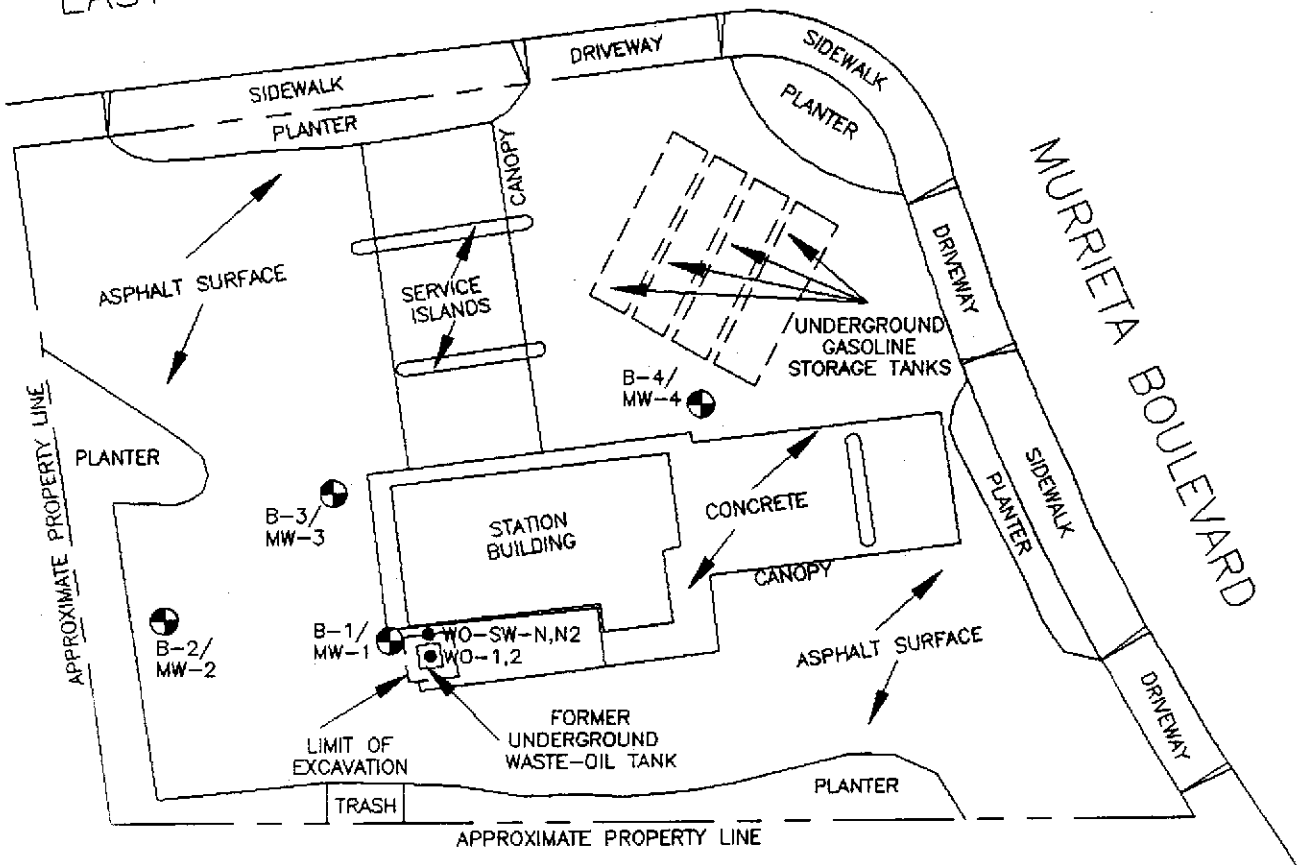 EAST
SIDEWALK
DRIVEWAY
SIDEWALK
PLANTER
PLANTER
CANOPY
MURRIETA BOULEVARD
ASPHALT SURFACE
SERVICE
ISLANDS
DRIVEWAY
UNDERGROUND
GASOLINE
STORAGE TANKS
B-4/
MW-4
APPROXIMATE PROPERTY LINE
PLANTER
SIDEWALK
PLANTER
B-3/
MW-3
STATION
BUILDING
CONCRETE
CANOPY
B-2/
MW-2
B-1/
MW-1
WO-SW-N,N2
WO-1,2
ASPHALT SURFACE
DRIVEWAY
LIMIT OF
EXCAVATION
FORMER
UNDERGROUND
WASTE-OIL TANK
TRASH
PLANTER
APPROXIMATE PROPERTY LINE